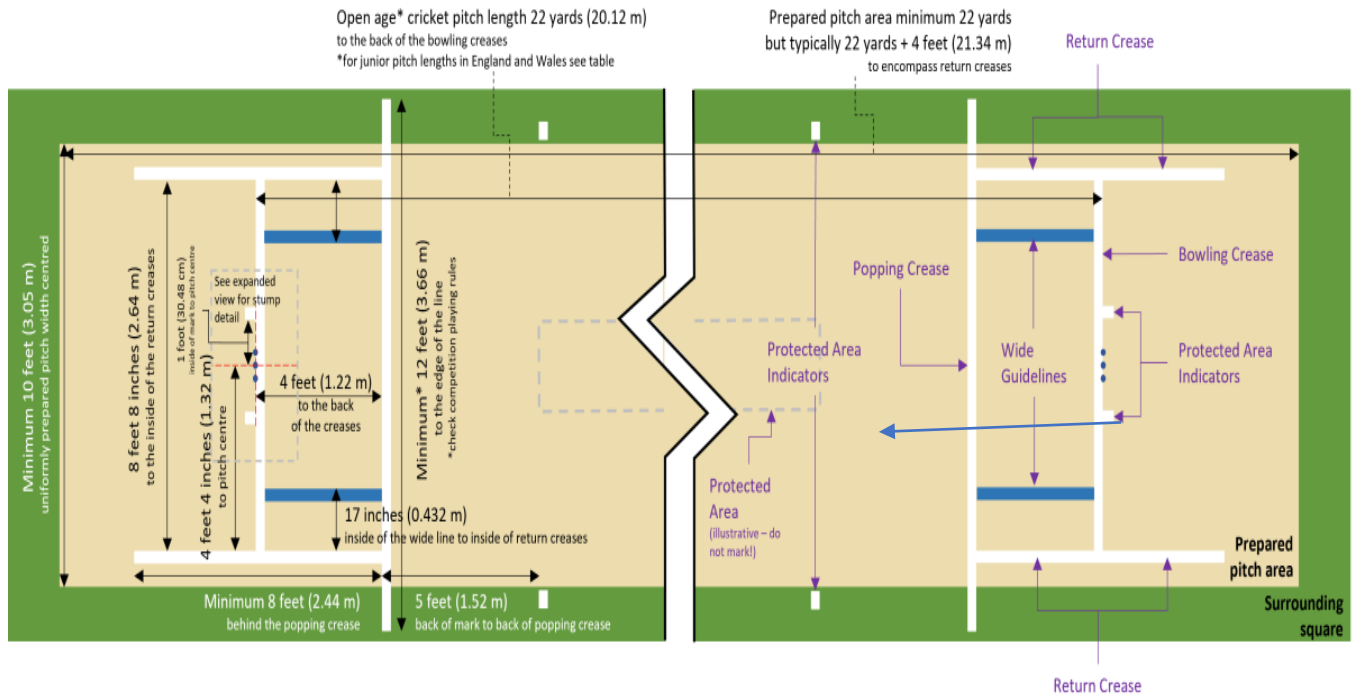 Open age* cricket pitch length 22 yards (20.12 m)
to the back of the bowling creases
*for junior pitch lengths in England and Wales see table
Prepared pitch area minimum 22 yards
but typically 22 yards + 4 feet (21.34 m)
to encompass return creases
Return Crease
Minimum 10 feet (3.05 m)
uniformly prepared pitch width centred
8 feet 8 inches (2.64 m)
to the inside of the return creases
1 foot (30.48 cm)
inside of mark to pitch centre
See expanded
view for stump
detail
4 feet 4 inches (1.32 m)
to pitch centre
4 feet (1.22 m)
to the back
of the creases
Minimum* 12 feet (3.66 m)
to the edge of the line
*check competition playing rules
17 inches (0.432 m)
inside of the wide line to inside of return creases
Minimum 8 feet (2.44 m)
behind the popping crease
5 feet (1.52 m)
back of mark to back of popping crease
Protected Area
Indicators
Protected
Area
(illustrative – do
not mark!)
Popping Crease
Wide
Guidelines
Bowling Crease
Protected Area
Indicators
Prepared
pitch area
Surrounding
square
Return Crease